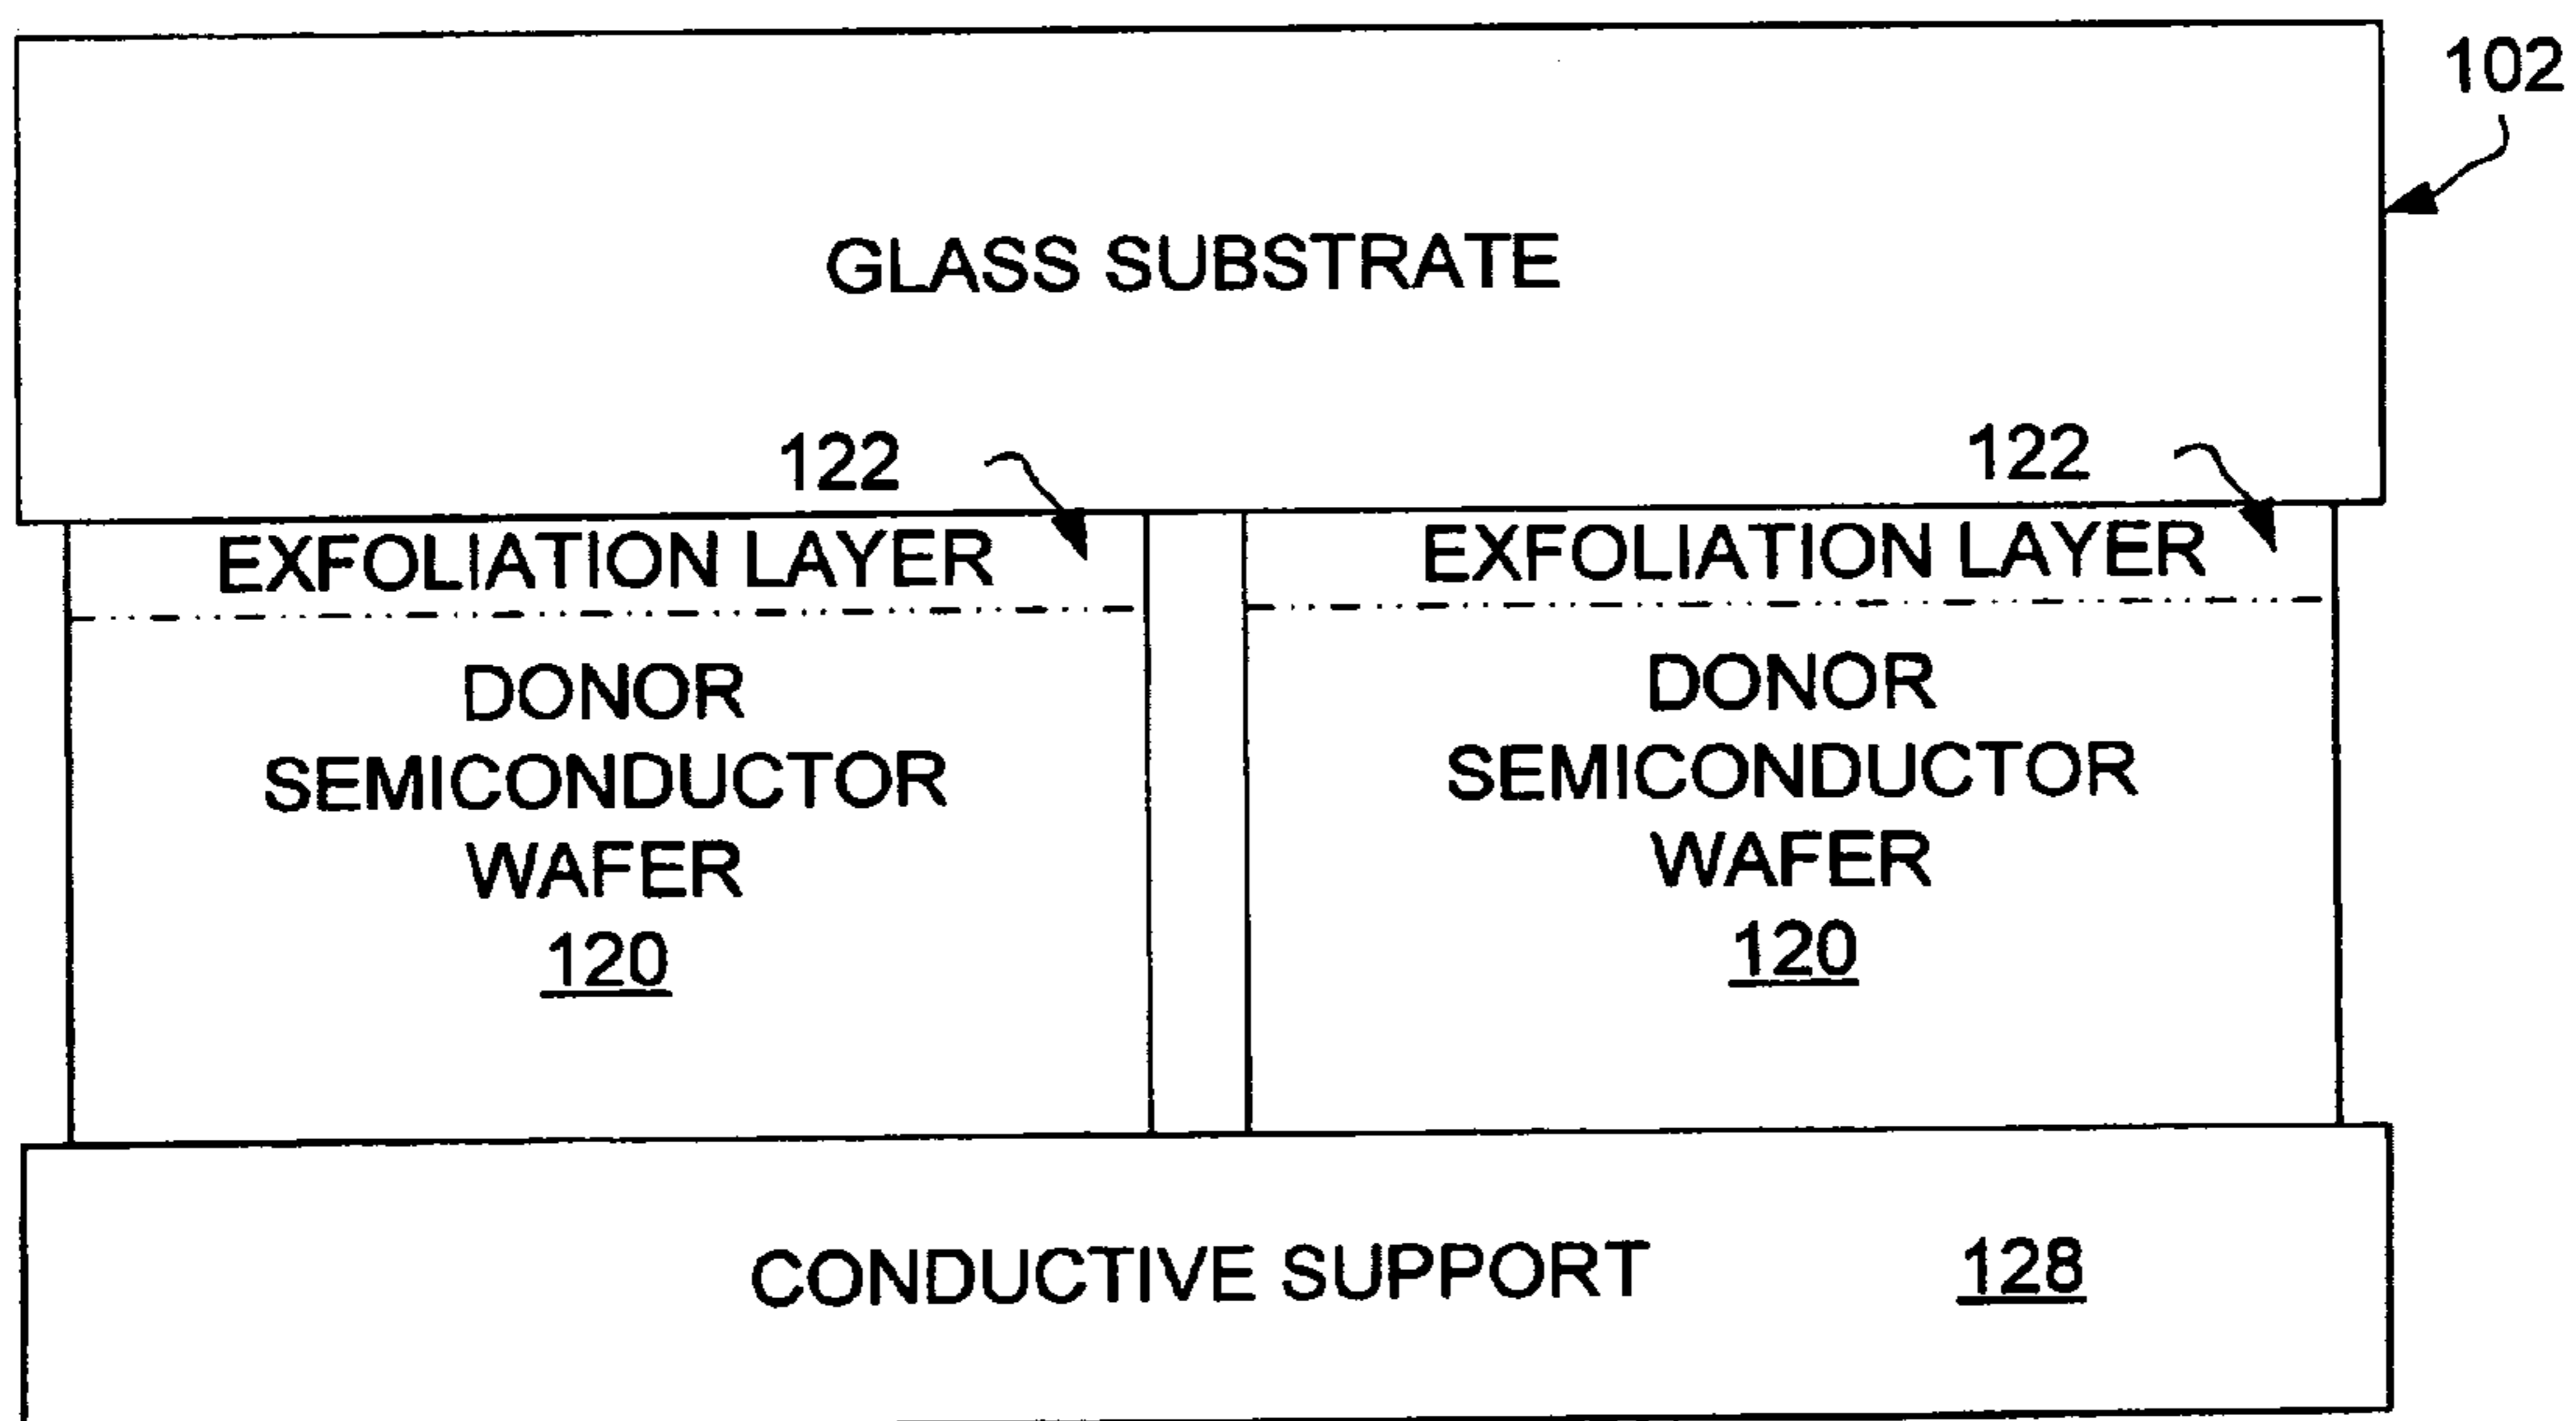 102
GLASS SUBSTRATE
122
122
EXFOLIATION LAYER
EXFOLIATION LAYER
DONOR
SEMICONDUCTOR
WAFER
120
DONOR
SEMICONDUCTOR
WAFER
120
CONDUCTIVE SUPPORT 128